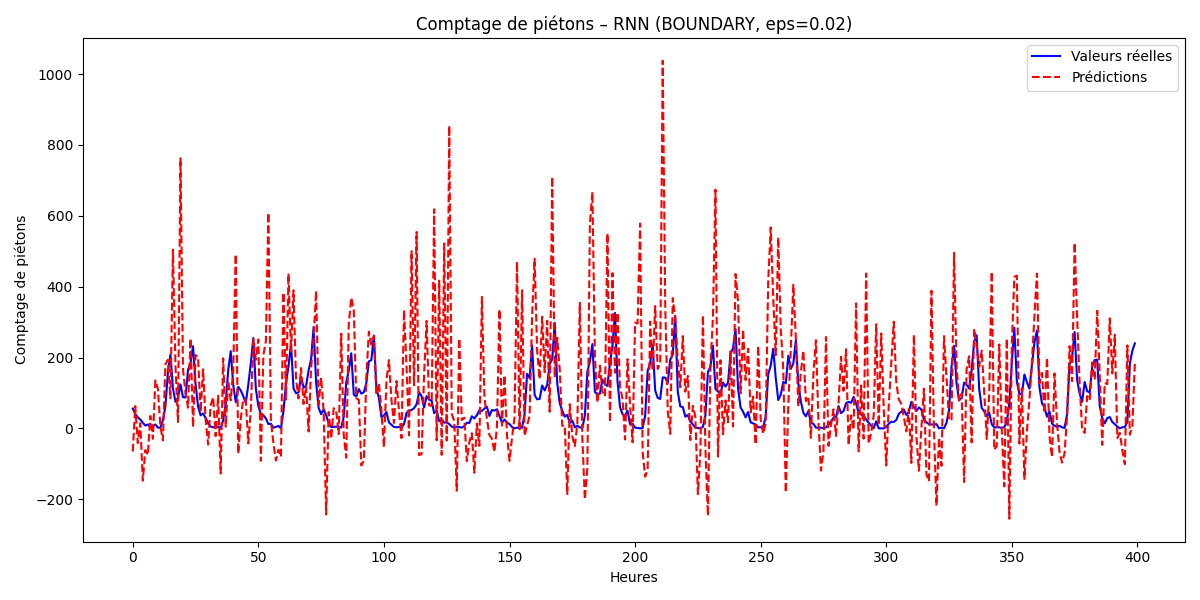 Comptage de piétons – RNN (BOUNDARY, eps=0.02)
Valeurs réelles
Prédictions
Comptage de piétons
1000
800
600
400
200
0
−200
0 50 100 150 200 250 300 350 400
Heures